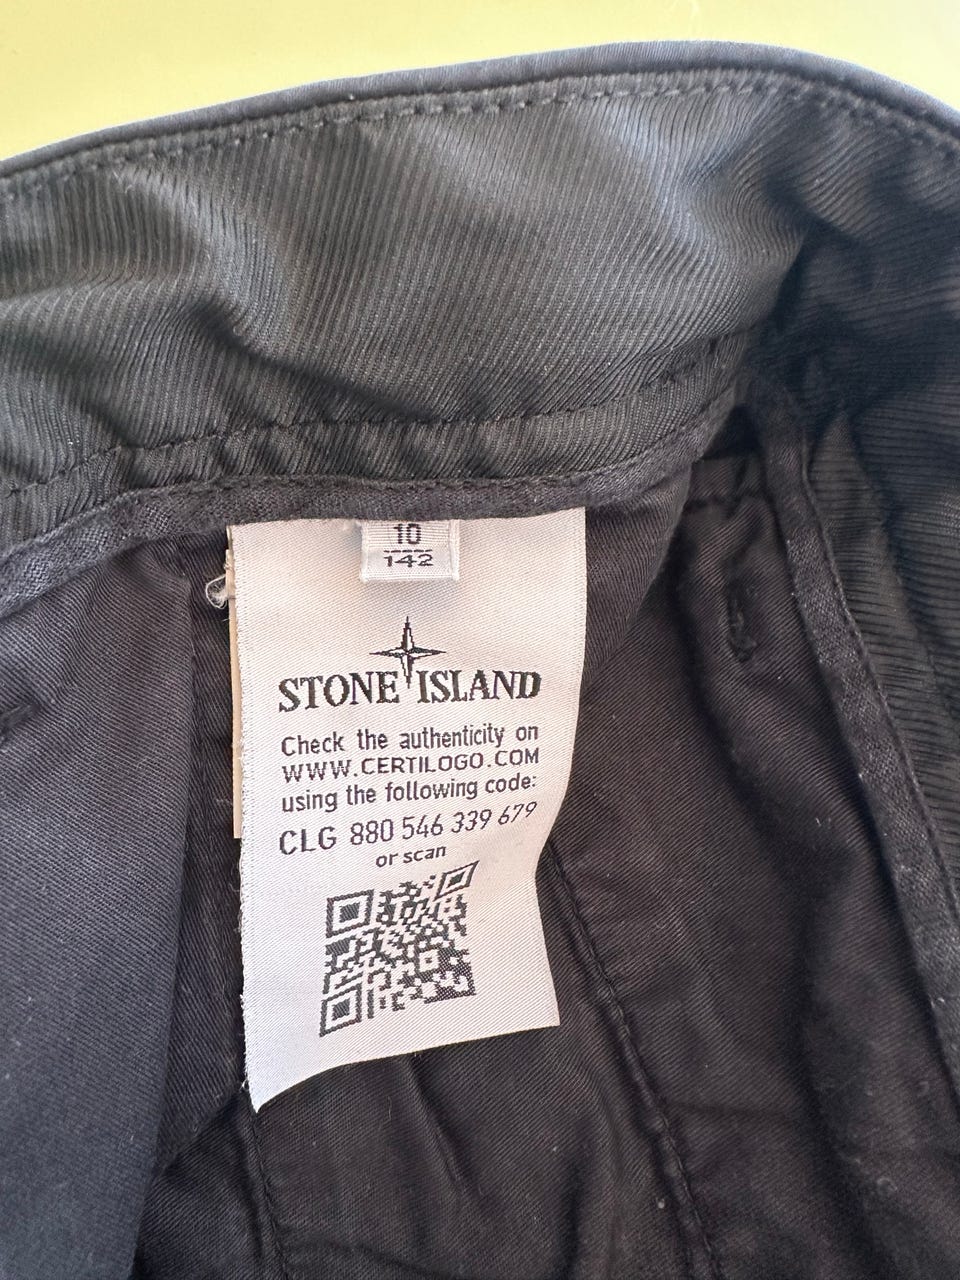 10
142
STONE ISLAND
Check the authenticity on
WWW.CERTILOGO.COM
using the following code:
CLG 880 546 339 679
or scan